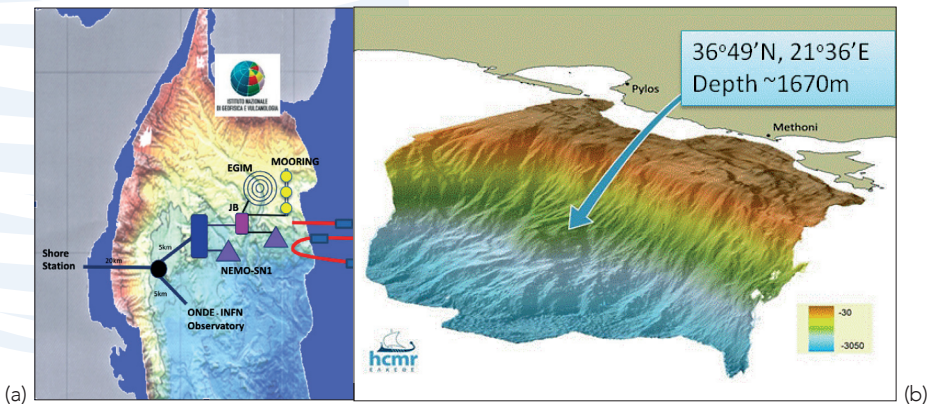 (a)
ISTITUTO NAZIONALE
DI GEOFISICA E VULCANOLOGIA
EGIM
MOORING
JB
5km
Shore
Station
20km
NEMO-SN1
5km
ONDE - INFN
Observatory
36°49’N, 21°36’E
Depth ~1670m
Pylos
Methoni
-30
-3050
hcmr
ΕΛΚΕΘΕ
(b)